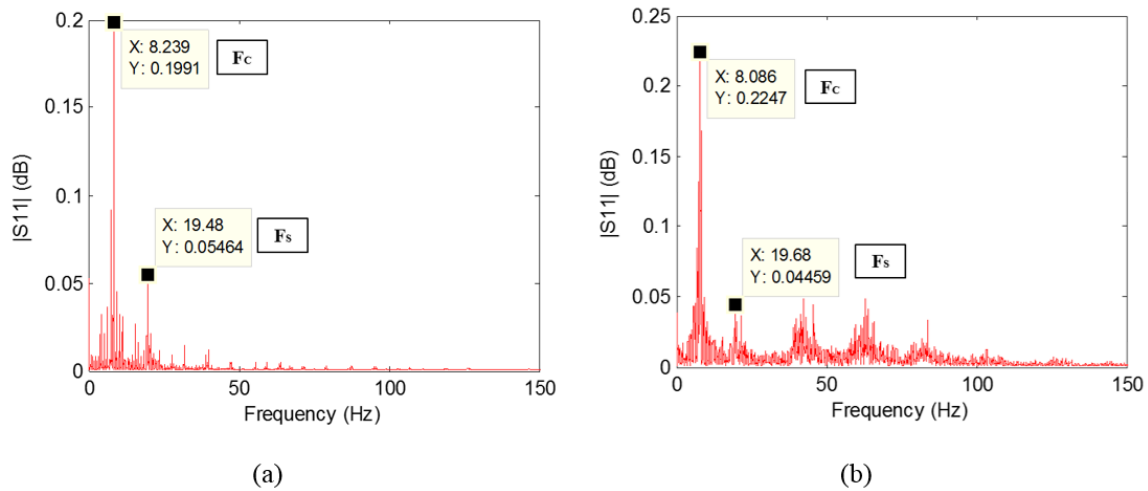 0.2
0.15
0.1
0.05
0
|S11| (dB)
X: 8.239
Y: 0.1991
Fc
X: 19.48
Y: 0.05464
Fs
0 50 100 150
Frequency (Hz)
(a)
0.25
0.2
0.15
0.1
0.05
0
|S11| (dB)
X: 8.086
Y: 0.2247
Fc
X: 19.68
Y: 0.04459
Fs
0 50 100 150
Frequency (Hz)
(b)